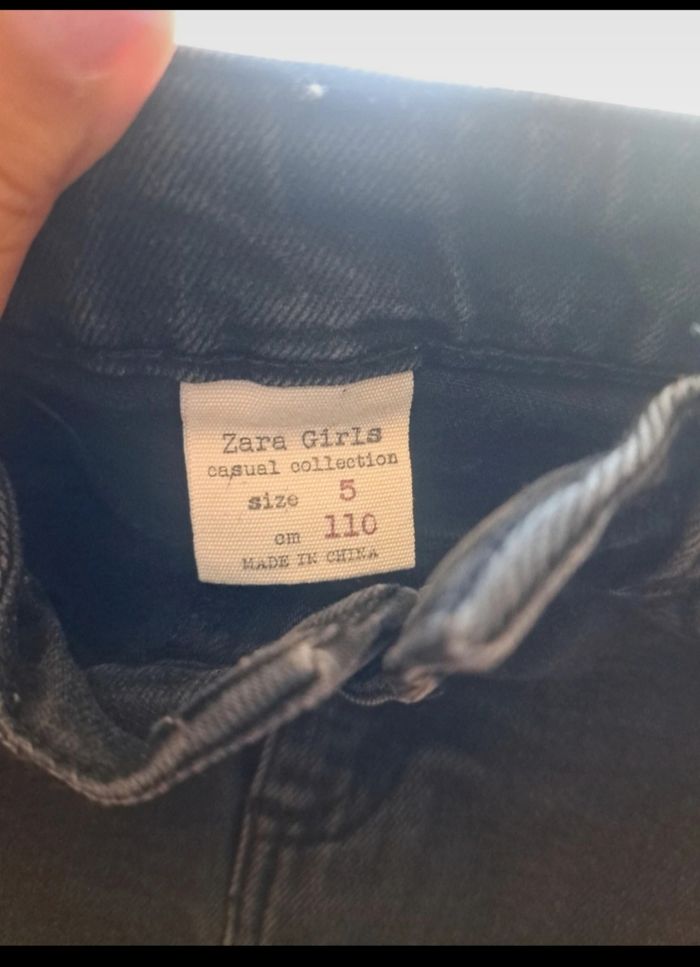 Zara Girls
casual collection
size 5
cm 110
MADE IN CHINA